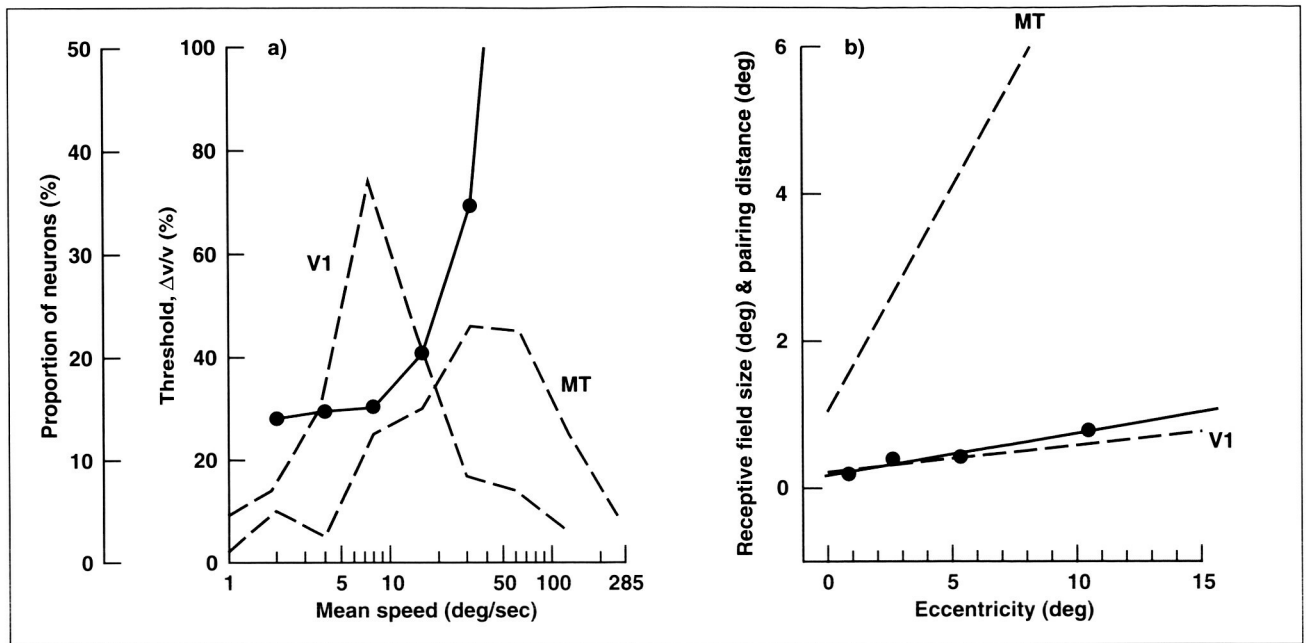 a)
Proportion of neurons (%)
50
40
30
20
10
0
Threshold, Δv/v (%)
100
80
60
40
20
0
V1
MT
1 5 10 50 100 285
Mean speed (deg/sec)
b)
MT
Receptive field size (deg) & pairing distance (deg)
6
4
2
0
V1
0 5 10 15
Eccentricity (deg)